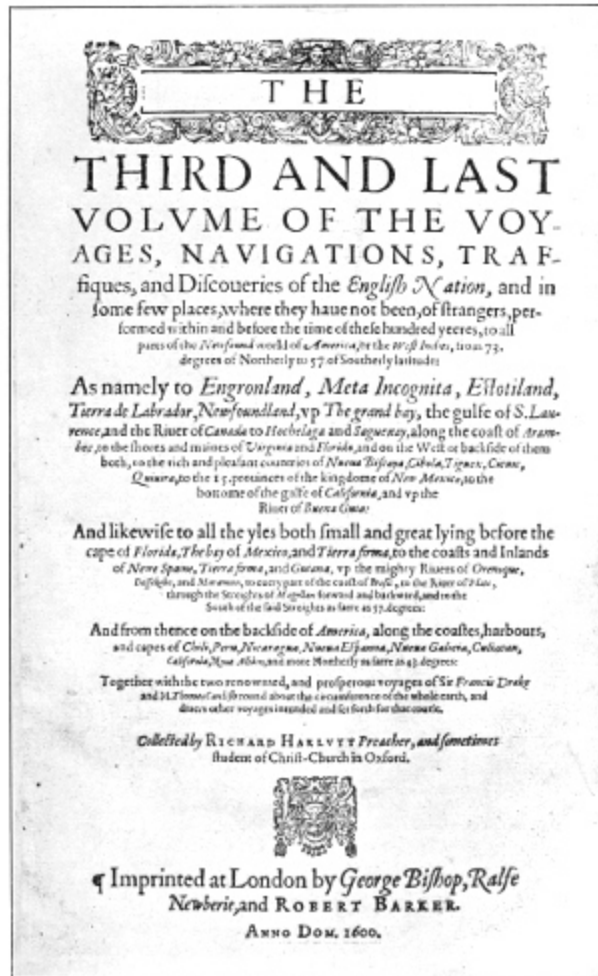 THE
THIRD AND LAST
VOLVME OF THE VOY-
AGES, NAVIGATIONS, TRAF-
fiques, and Diſcoueries of the Engliſh Nation, and in
ſome few places, where they haue not been, of ſtrangers, per-
formed within and before the time of theſe hundred yeeres, to all
parts of the Newfound world of America, or the Weſt Indies, from 73.
degrees of Northerly to 57 of Southerly latitude:
As namely to Engronland, Meta Incognita, Eſtotiland,
Tierra de Labrador, Newfoundland, vp The grand bay, the gulfe of S. Lau-
rence, and the Riuer of Canada to Hochelaga and Saguenay, along the coaſt of Aram-
bec, to the ſhores and maines of Virginia and Florida, and on the Weſt or backſide of them
both, to the rich and pleaſant countries of Nueua Biſcaya, Cibola, Tiguex, Cicuic,
Quiuira, to the 15. prouinces of the kingdome of New Mexico, to the
bottome of the gulfe of California, and vp the
Riuer of Buena Guia:
And likewiſe to all the yles both ſmall and great lying before the
cape of Florida, The bay of Mexico, and Tierra firma, to the coaſts and Inlands
of Newe Spaine, Tierra firma, and Guiana, vp the mighty Riuers of Orenoque,
Deſſekebe, and Marannon, to euery part of the coaſt of Braſil, to the Riuer of Plate,
through the Streights of Magellan forward and backward, and to the
South of the ſaid Streights as farre as 57. degrees:
And from thence on the backſide of America, along the coaſtes, harbours,
and capes of Chili, Peru, Nicaragua, Nueua Eſpanna, Nueua Galicia, Culiacan,
California, Noua Albion, and more Northerly as farre as 43. degrees:
Together with the two renowned, and proſperous voyages of Sir Francis Drake
and M. Thomas Candiſh round about the circumference of the whole earth, and
diuers other voyages intended and ſet forth for that courſe.
Collected by RICHARD HAKLVYT Preacher, and ſometimes
ſtudent of Chriſt-Church in Oxford.
¶ Imprinted at London by George Biſhop, Ralfe
Newberie, and ROBERT BARKER.
ANNO DOM. 1600.